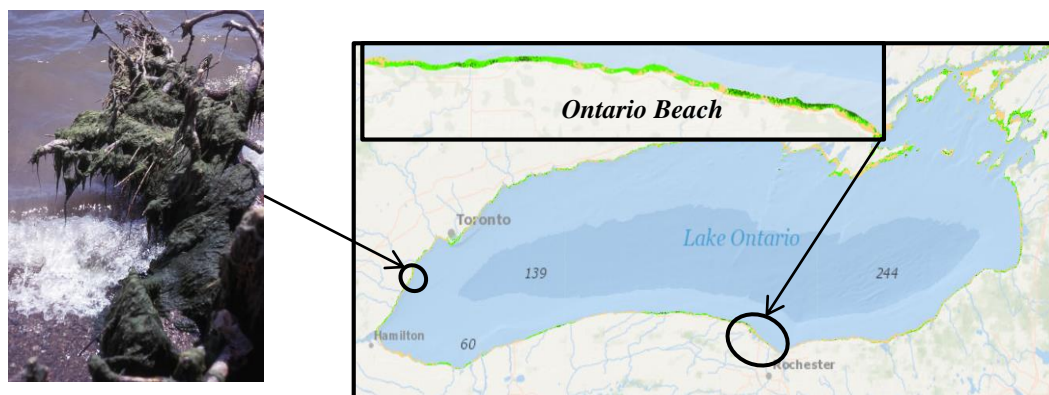 Ontario Beach
Toronto
Lake Ontario
139
244
Hamilton
60
Rochester